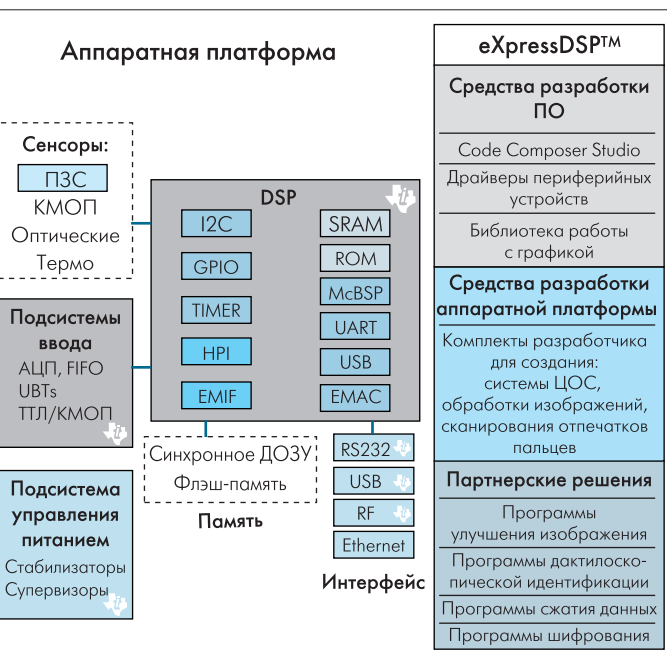 Аппаратная платформа
Сенсоры:
ПЗС
КМОП
Оптические
Термо
Подсистемы
ввода
АЦП, FIFO
UBTs
ТТЛ/КМОП
Подсистема
управления
питанием
Стабилизаторы
Супервизоры
DSP
I2C
GPIO
TIMER
HPI
EMIF
SRAM
ROM
McBSP
UART
USB
EMAC
Синхронное ДОЗУ
Флэш-память
Память
RS232
USB
RF
Ethernet
Интерфейс
eXpressDSP™
Средства разработки
ПО
Code Composer Studio
Драйверы периферийных
устройств
Библиотека работы
с графикой
Средства разработки
аппаратной платформы
Комплекты разработчика
для создания:
системы ЦОС,
обработки изображений,
сканирования отпечатков
пальцев
Партнерские решения
Программы
улучшения изображения
Программы дактилоско-
пической идентификации
Программы сжатия данных
Программы шифрования